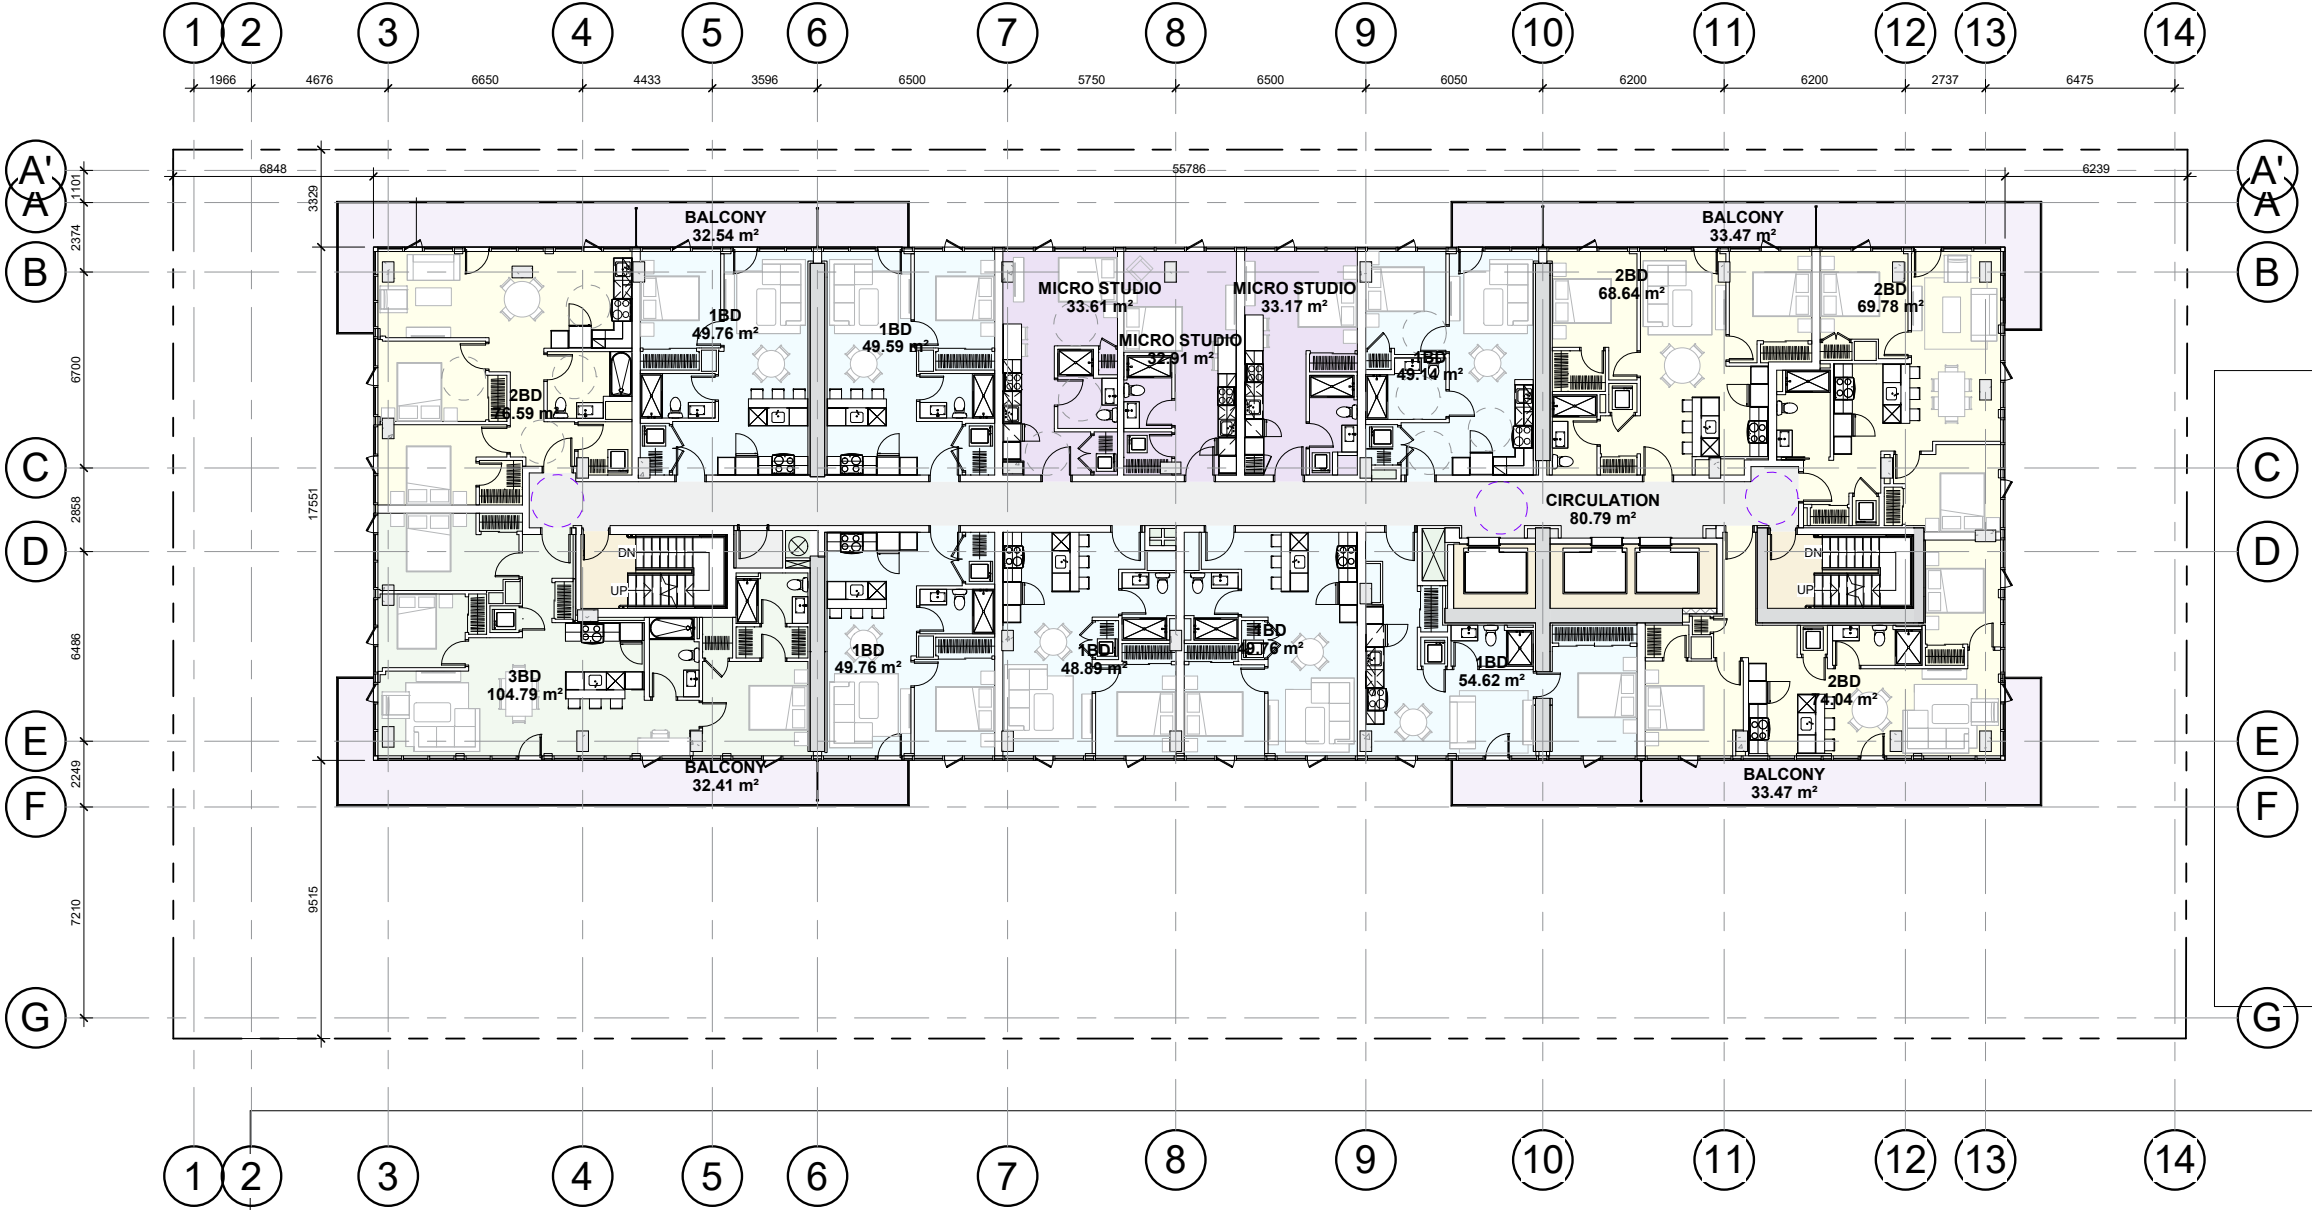 1 2 3 4 5 6 7 8 9 10 11 12 13 14
1966 4676 6650 4433 3596 6500 5750 6500 6050 6200 6200 2737 6475
A' A'
6848 55786 6239
1101
3329
A A
BALCONY BALCONY
32.54 m² 33.47 m²
2374
B B
MICRO STUDIO MICRO STUDIO 2BD 2BD
33.61 m² 33.17 m² 68.64 m² 69.78 m²
1BD 1BD MICRO STUDIO 1BD
49.76 m² 49.59 m² 32.91 m² 49.14 m²
6700
2BD
76.59 m²
C C
CIRCULATION
80.79 m²
2858
17551
D D
DN DN
UP UP
6486
1BD 1BD 1BD 1BD
49.76 m² 48.89 m² 49.76 m² 54.62 m²
3BD 2BD
104.79 m² 74.04 m²
E E
BALCONY BALCONY
32.41 m² 33.47 m²
2249
F F
9515
7210
G G
1 2 3 4 5 6 7 8 9 10 11 12 13 14